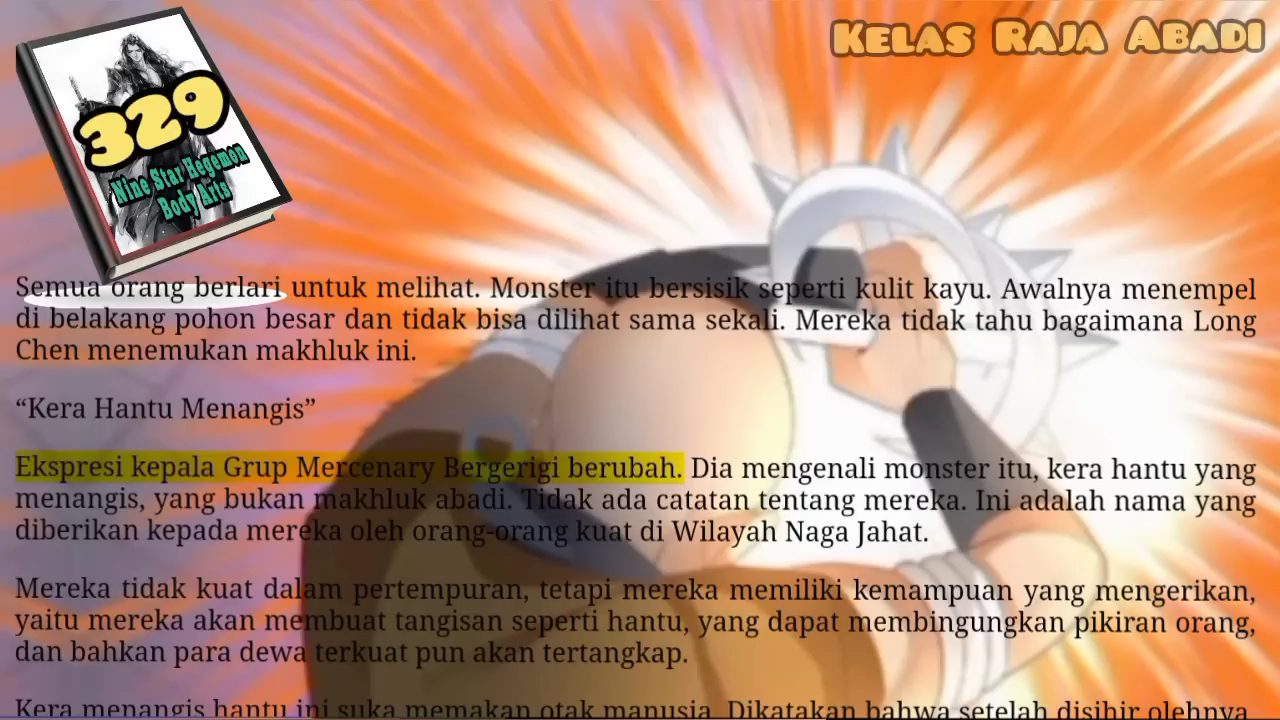 KELAS RAJA ABADI
329
Nine Star Hegemon
Body Arts
Semua orang berlari untuk melihat. Monster itu bersisik seperti kulit kayu. Awalnya menempel
di belakang pohon besar dan tidak bisa dilihat sama sekali. Mereka tidak tahu bagaimana Long
Chen menemukan makhluk ini.
“Kera Hantu Menangis”
Ekspresi kepala Grup Mercenary Bergerigi berubah. Dia mengenali monster itu, kera hantu yang
menangis, yang bukan makhluk abadi. Tidak ada catatan tentang mereka. Ini adalah nama yang
diberikan kepada mereka oleh orang-orang kuat di Wilayah Naga Jahat.
Mereka tidak kuat dalam pertempuran, tetapi mereka memiliki kemampuan yang mengerikan,
yaitu mereka akan membuat tangisan seperti hantu, yang dapat membingungkan pikiran orang,
dan bahkan para dewa terkuat pun akan tertangkap.
Kera menangis hantu ini suka memakan otak manusia. Dikatakan bahwa setelah disihir olehnya,